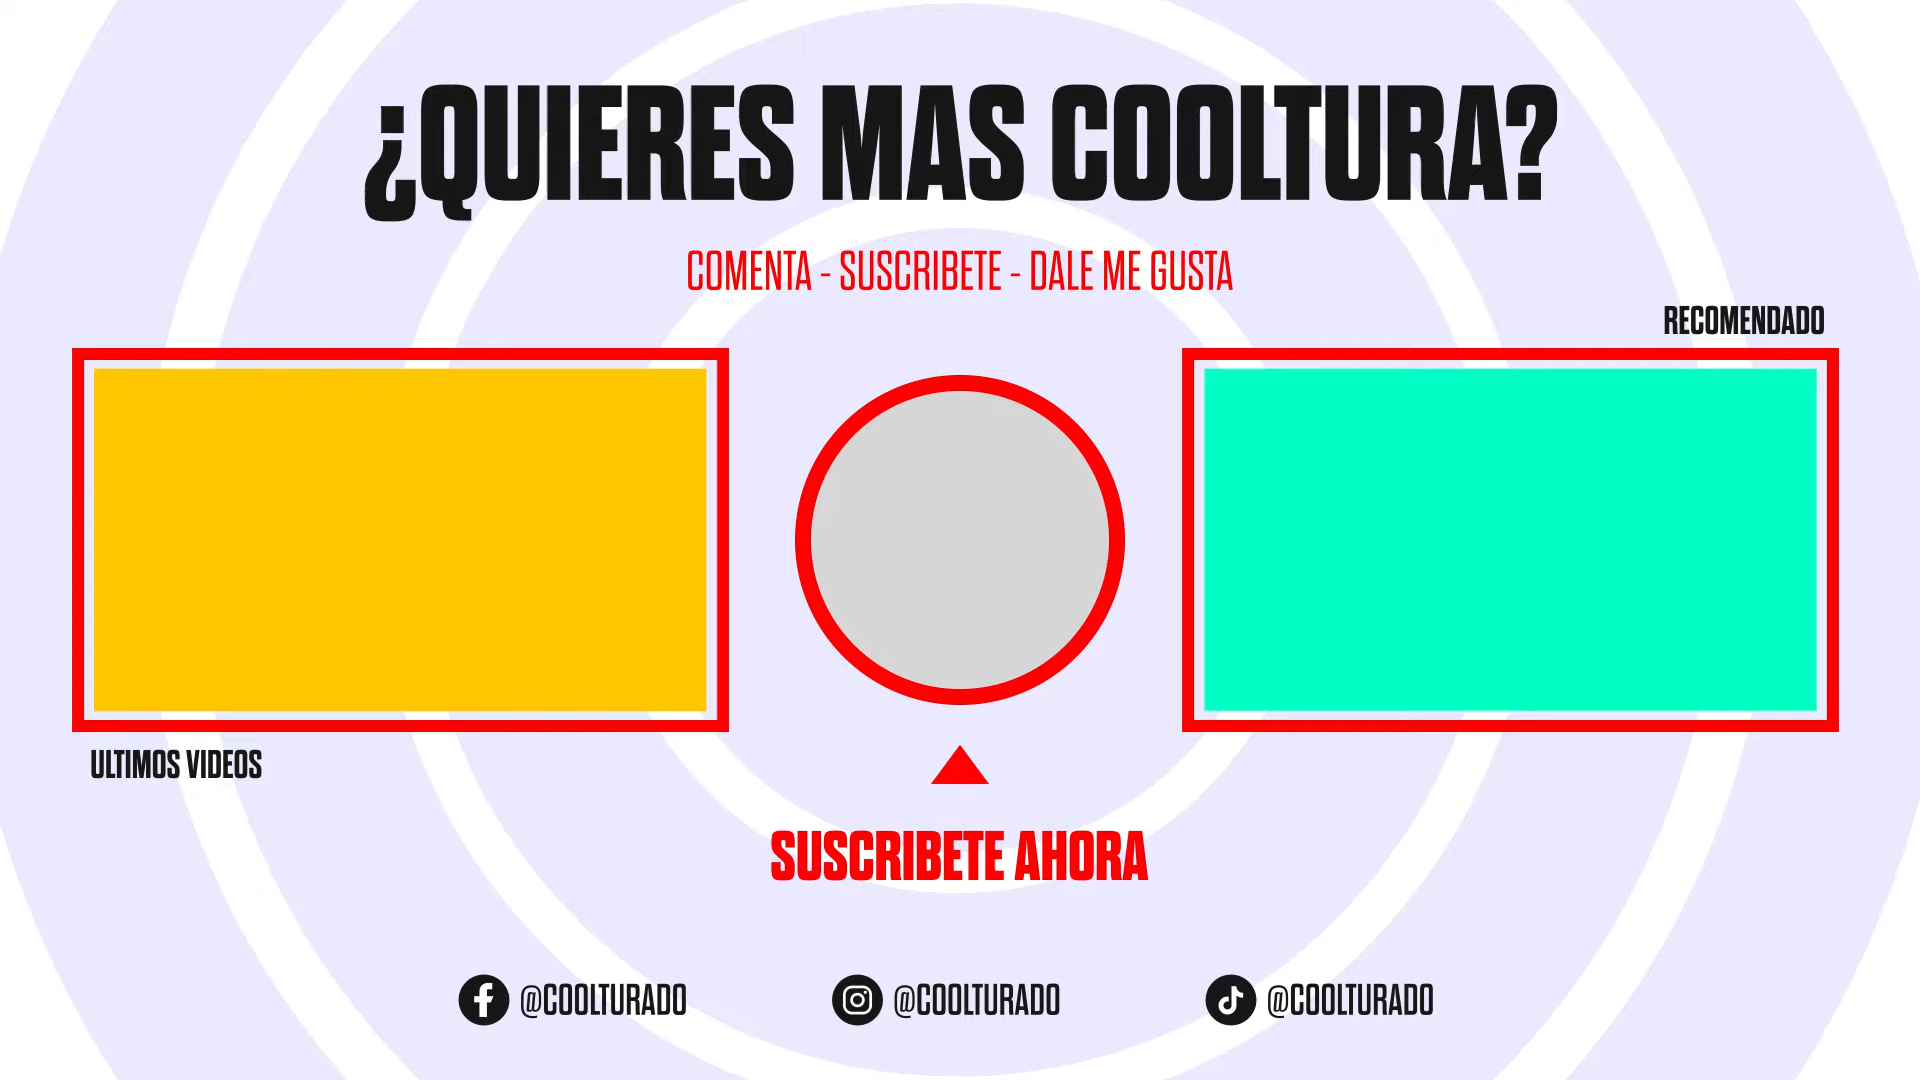 ¿QUIERES MAS COOLTURA?
COMENTA - SUSCRIBETE - DALE ME GUSTA
RECOMENDADO
ULTIMOS VIDEOS
SUSCRIBETE AHORA
@COOLTURADO @COOLTURADO @COOLTURADO